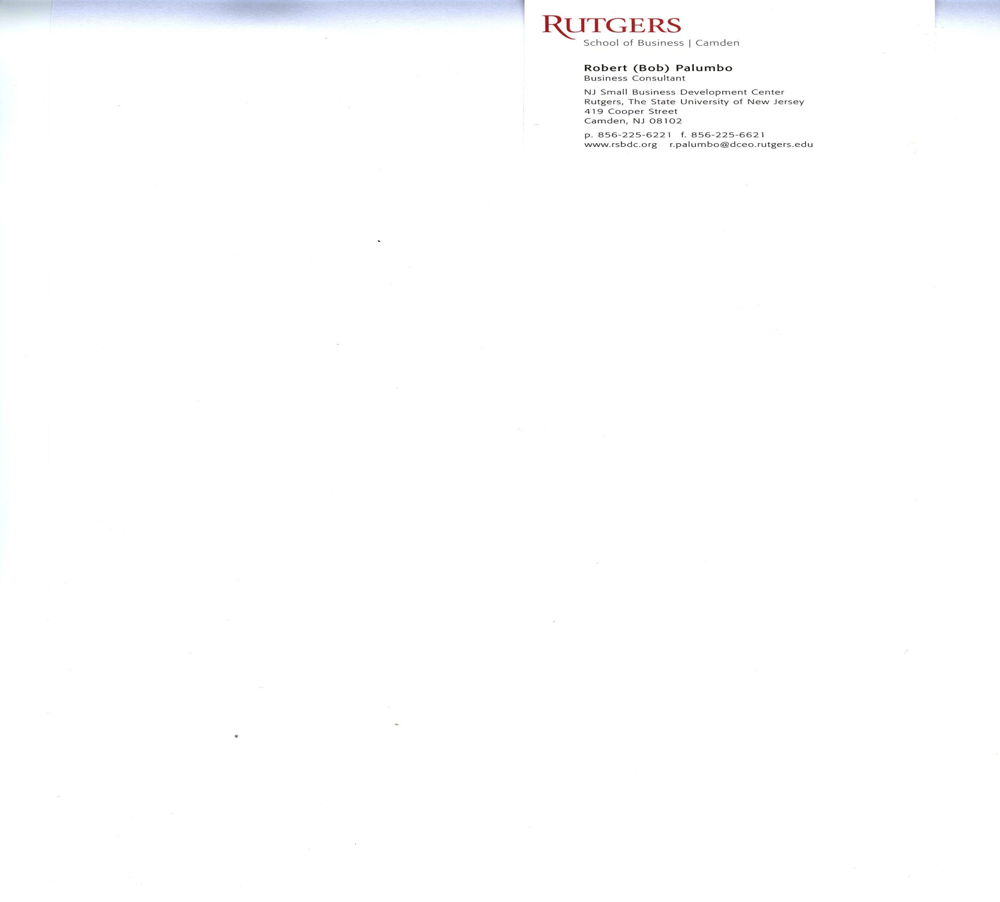 RUTGERS
School of Business | Camden
Robert (Bob) Palumbo
Business Consultant
NJ Small Business Development Center
Rutgers, The State University of New Jersey
419 Cooper Street
Camden, NJ 08102
p. 856-225-6221 f. 856-225-6621
www.rsbdc.org r.palumbo@dceo.rutgers.edu